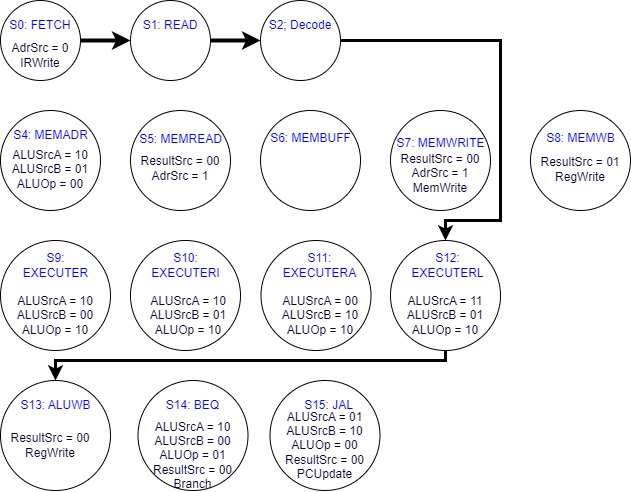 S0: FETCH
AdrSrc = 0
IRWrite
S1: READ
S2; Decode
S4: MEMADR
ALUSrcA = 10
ALUSrcB = 01
ALUOp = 00
S5: MEMREAD
ResultSrc = 00
AdrSrc = 1
S6: MEMBUFF
S7: MEMWRITE
ResultSrc = 00
AdrSrc = 1
MemWrite
S8: MEMWB
ResultSrc = 01
RegWrite
S9:
EXECUTER
ALUSrcA = 10
ALUSrcB = 00
ALUOp = 10
S10:
EXECUTERI
ALUSrcA = 10
ALUSrcB = 01
ALUOp = 10
S11:
EXECUTERA
ALUSrcA = 00
ALUSrcB = 10
ALUOp = 10
S12:
EXECUTERL
ALUSrcA = 11
ALUSrcB = 01
ALUOp = 10
S13: ALUWB
ResultSrc = 00
RegWrite
S14: BEQ
ALUSrcA = 10
ALUSrcB = 00
ALUOp = 01
ResultSrc = 00
Branch
S15: JAL
ALUSrcA = 01
ALUSrcB = 10
ALUOp = 00
ResultSrc = 00
PCUpdate